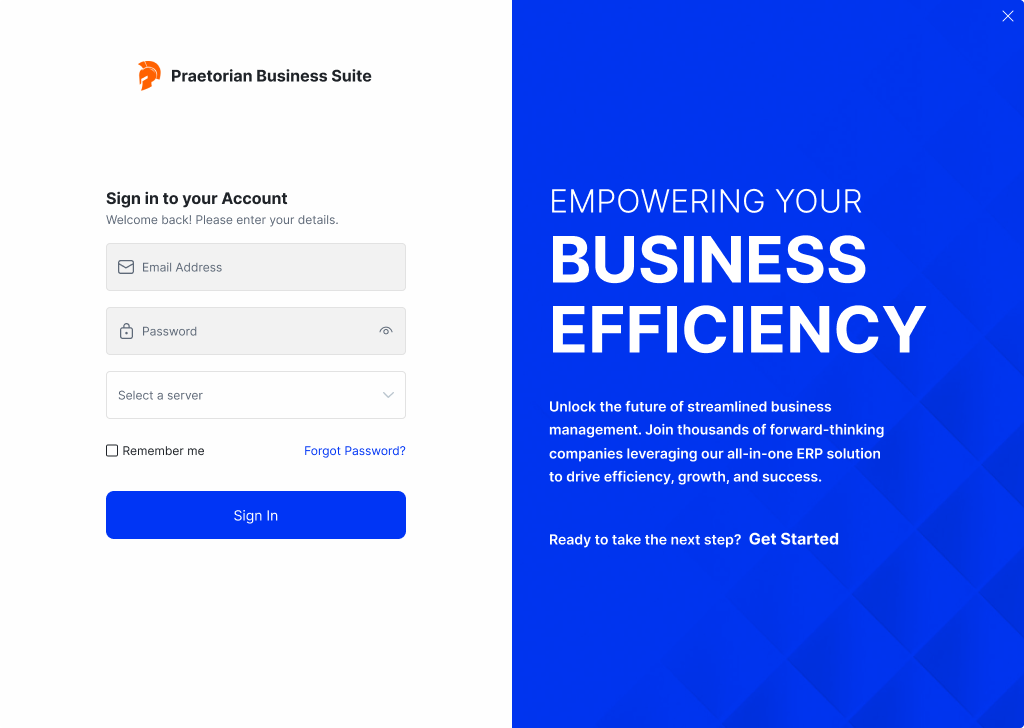 Praetorian Business Suite
Sign in to your Account
Welcome back! Please enter your details.
Email Address
Password
Select a server
Remember me
Forgot Password?
Sign In
EMPOWERING YOUR
BUSINESS
EFFICIENCY
Unlock the future of streamlined business
management. Join thousands of forward-thinking
companies leveraging our all-in-one ERP solution
to drive efficiency, growth, and success.
Ready to take the next step? Get Started